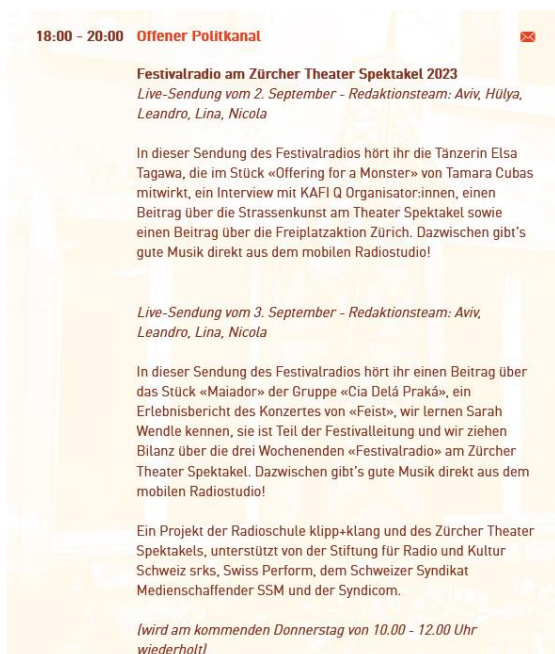 18:00 - 20:00 Offener Politkanal
Festivalradio am Zürcher Theater Spektakel 2023
Live-Sendung vom 2. September - Redaktionsteam: Aviv, Hülya,
Leandro, Lina, Nicola
In dieser Sendung des Festivalradios hört ihr die Tänzerin Elsa
Tagawa, die im Stück «Offering for a Monster» von Tamara Cubas
mitwirkt, ein Interview mit KAFI Q Organisator:innen, einen
Beitrag über die Strassenkunst am Theater Spektakel sowie
einen Beitrag über die Freiplatzaktion Zürich. Dazwischen gibt's
gute Musik direkt aus dem mobilen Radiostudio!
Live-Sendung vom 3. September - Redaktionsteam: Aviv,
Leandro, Lina, Nicola
In dieser Sendung des Festivalradios hört ihr einen Beitrag über
das Stück «Maiador» der Gruppe «Cia Delá Praká», ein
Erlebnisbericht des Konzertes von «Feist», wir lernen Sarah
Wendle kennen, sie ist Teil der Festivalleitung und wir ziehen
Bilanz über die drei Wochenenden «Festivalradio» am Zürcher
Theater Spektakel. Dazwischen gibt's gute Musik direkt aus dem
mobilen Radiostudio!
Ein Projekt der Radioschule klipp+klang und des Zürcher Theater
Spektakels, unterstützt von der Stiftung für Radio und Kultur
Schweiz srks, Swiss Perform, dem Schweizer Syndikat
Medienschaffender SSM und der Syndicom.
(wird am kommenden Donnerstag von 10.00 - 12.00 Uhr
wiederholt)